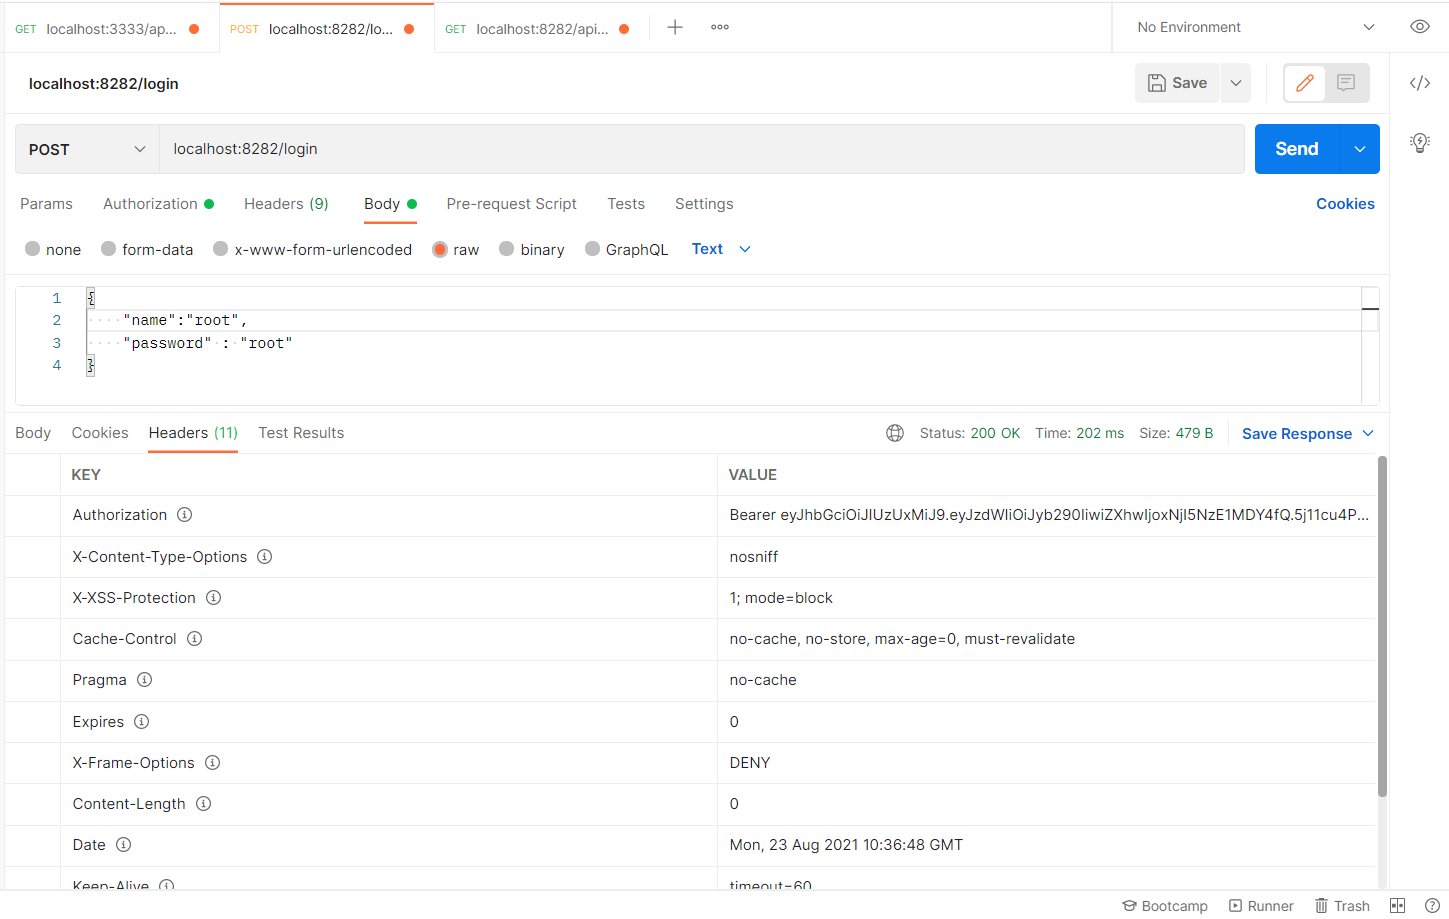 GET localhost:3333/ap... POST localhost:8282/lo... GET localhost:8282/api... No Environment
localhost:8282/login Save
POST localhost:8282/login Send
Params Authorization Headers (9) Body Pre-request Script Tests Settings Cookies
none form-data x-www-form-urlencoded raw binary GraphQL Text
1 {
2 "name":"root",
3 "password" : "root"
4 }
Body Cookies Headers (11) Test Results Status: 200 OK Time: 202 ms Size: 479 B Save Response
KEY VALUE
Authorization Bearer eyJhbGciOiJIUzUxMiJ9.eyJzdWIiOiJyb290IiwiZXhwIjoxNjI5NzE1MDY4fQ.5j11cu4P...
X-Content-Type-Options nosniff
X-XSS-Protection 1; mode=block
Cache-Control no-cache, no-store, max-age=0, must-revalidate
Pragma no-cache
Expires 0
X-Frame-Options DENY
Content-Length 0
Date Mon, 23 Aug 2021 10:36:48 GMT
Keep-Alive timeout=60
Bootcamp Runner Trash